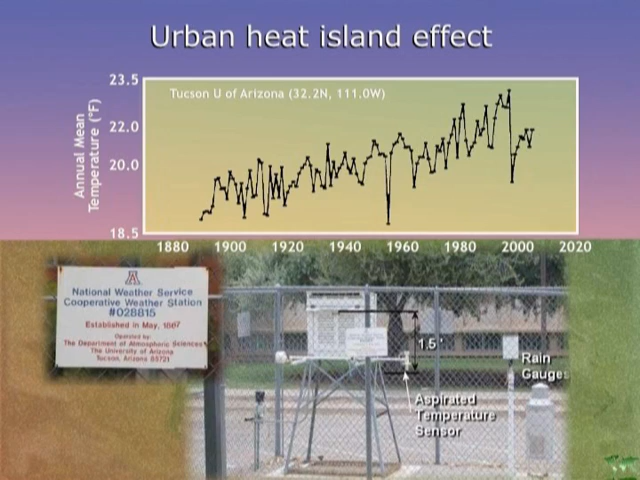 Urban heat island effect
23.5
Tucson U of Arizona (32.2N, 111.0W)
Annual Mean
Temperature (°F)
22.0
20.0
18.5
1880 1900 1920 1940 1960 1980 2000 2020
A
National Weather Service
Cooperative Weather Station
#028815
Established in May, 1867
Operated by:
The Department of Atmospheric Sciences
The University of Arizona
Tucson, Arizona 85721
1.5'
Rain
Gauges
Aspirated
Temperature
Sensor